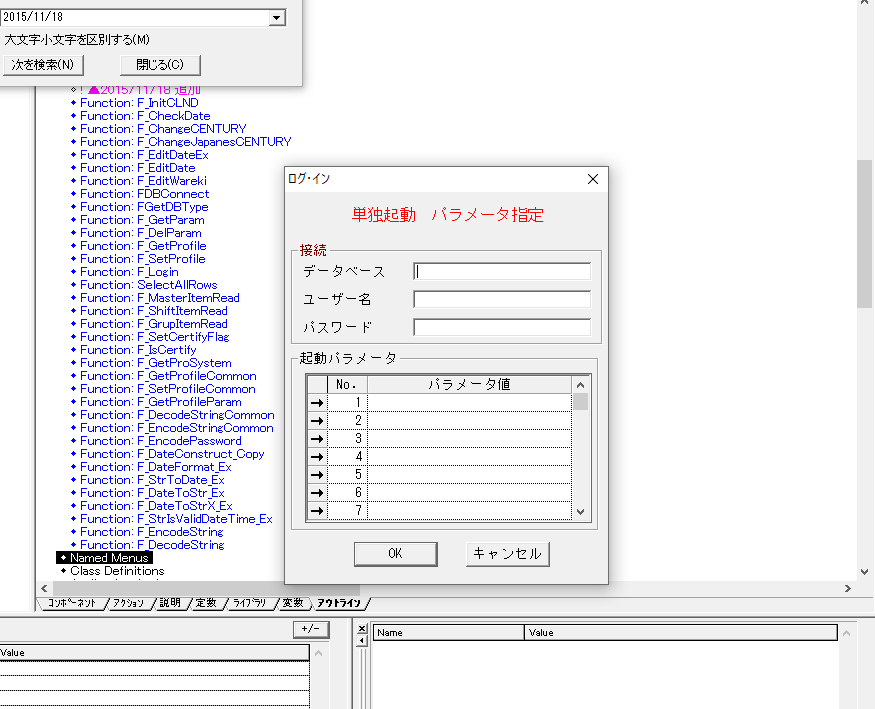 2015/11/18
大文字小文字を区別する(M)
次を検索(N)
閉じる(C)
! ▲2015/11/18 追加
Function: F_InitCLND
Function: F_CheckDate
Function: F_ChangeCENTURY
Function: F_ChangeJapanesCENTURY
Function: F_EditDateEx
Function: F_EditDate
Function: F_EditWareki
Function: FDBConnect
Function: FGetDBType
Function: F_GetParam
Function: F_DelParam
Function: F_GetProfile
Function: F_SetProfile
Function: F_Login
Function: SelectAllRows
Function: F_MasterItemRead
Function: F_ShiftItemRead
Function: F_GrupItemRead
Function: F_SetCertifyFlag
Function: F_IsCertify
Function: F_GetProSystem
Function: F_GetProfileCommon
Function: F_SetProfileCommon
Function: F_GetProfileParam
Function: F_DecodeStringCommon
Function: F_EncodeStringCommon
Function: F_EncodePassword
Function: F_DateConstruct_Copy
Function: F_DateFormat_Ex
Function: F_StrToDate_Ex
Function: F_DateToStr_Ex
Function: F_DateToStrX_Ex
Function: F_StrIsValidDateTime_Ex
Function: F_EncodeString
Function: F_DecodeString
Named Menus
Class Definitions
ログ・イン
単独起動 パラメータ指定
接続
データベース
ユーザー名
パスワード
起動パラメータ
No. パラメータ値
1
2
3
4
5
6
7
OK
キャンセル
コンポーネント アクション 説明 定数 ライブラリ 変数 アウトライン
+/-
Value
Name Value